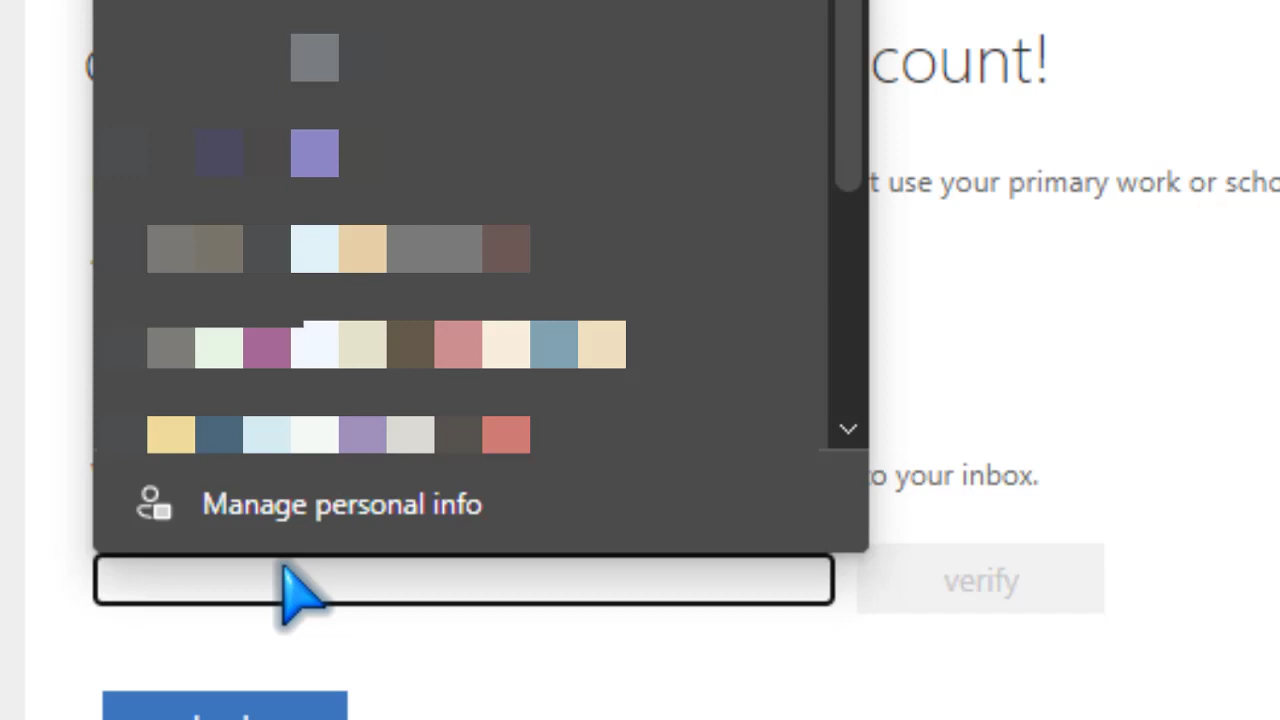 count!
t use your primary work or scho
o your inbox.
Manage personal info
verify